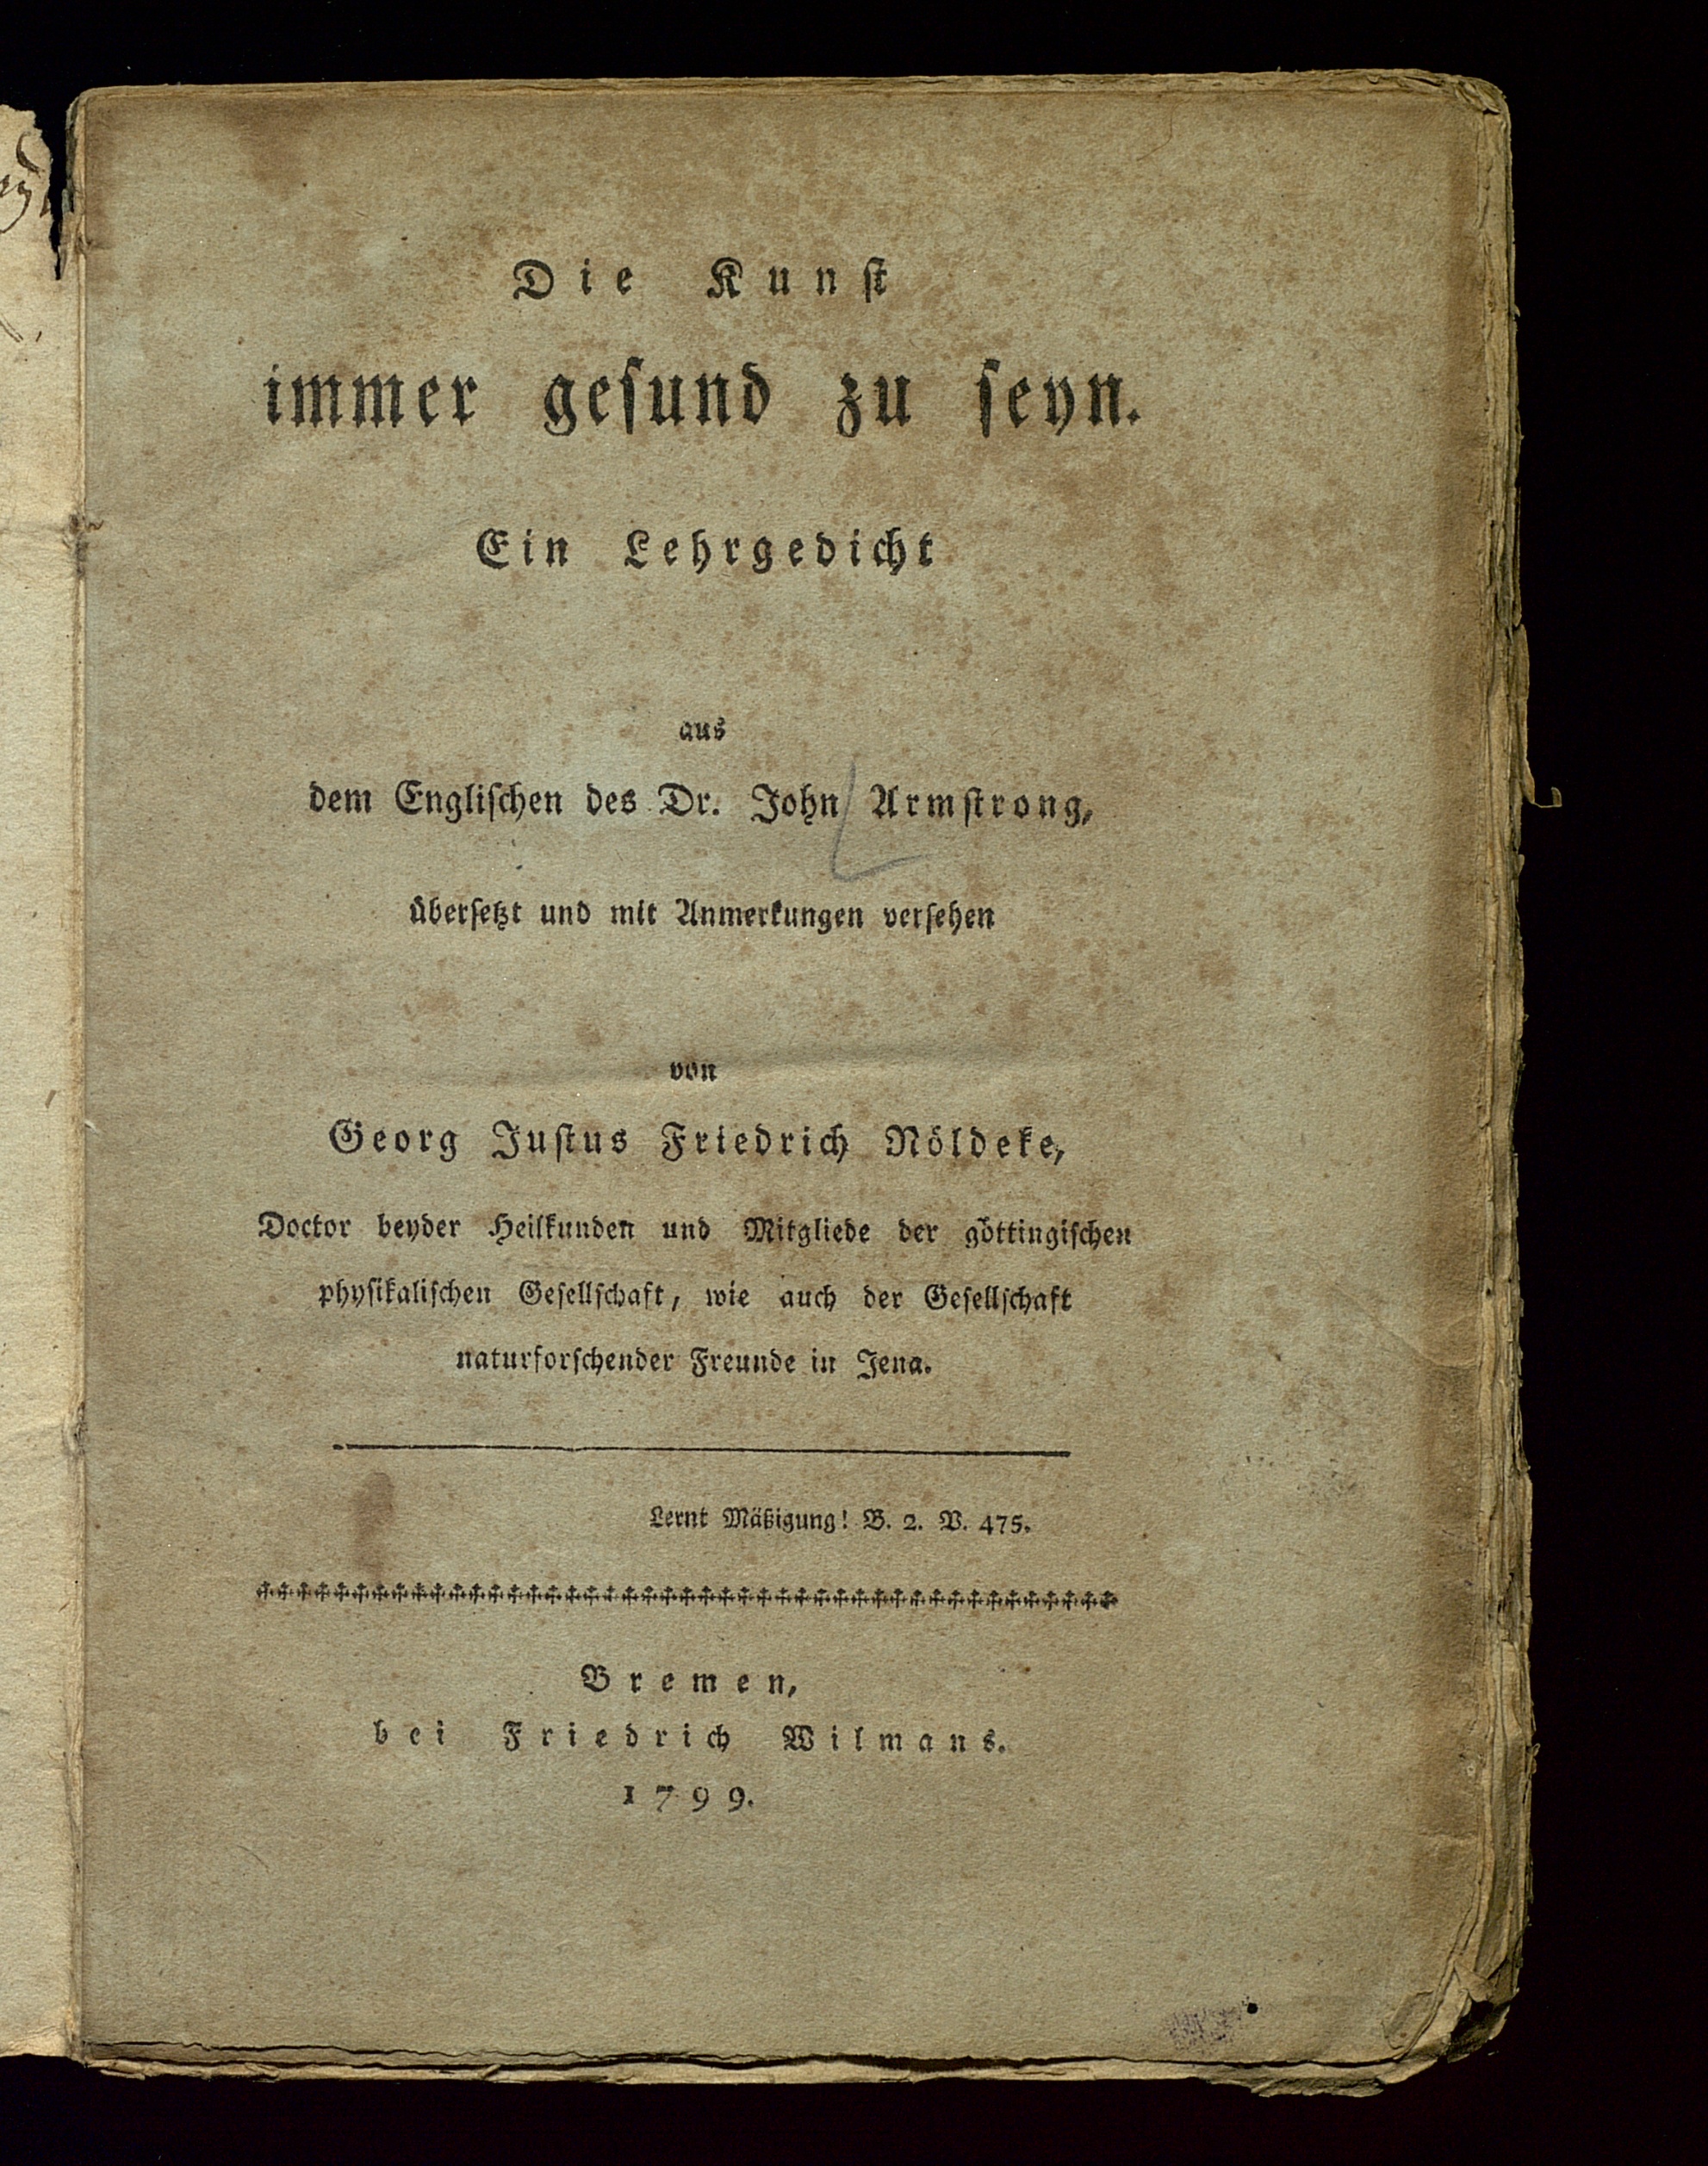 Die Kunst
immer gesund zu seyn.
Ein Lehrgedicht
aus
dem Englischen des Dr. John Armstrong,
übersetzt und mit Anmerkungen versehen
von
Georg Justus Friedrich Nöldeke,
Doctor beyder Heilkunden und Mitgliede der göttingischen
physikalischen Gesellschaft, wie auch der Gesellschaft
naturforschender Freunde in Jena.
Lernt Mäßigung! B. 2. V. 475.
Bremen,
bei Friedrich Wilmans.
1799.